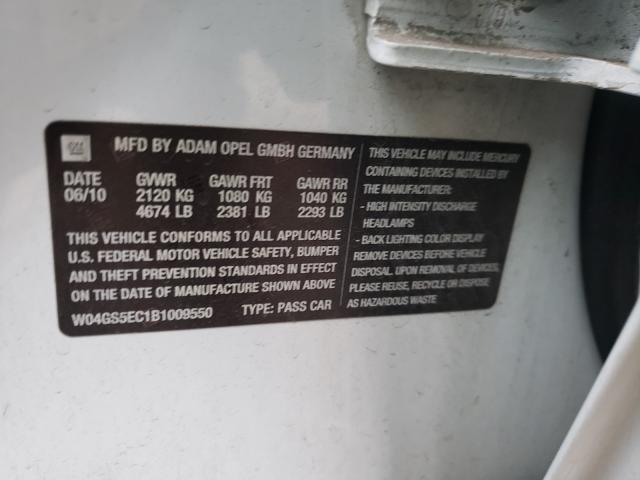 GM
MFD BY ADAM OPEL GMBH GERMANY
DATE GVWR GAWR FRT GAWR RR
06/10 2120 KG 1080 KG 1040 KG
4674 LB 2381 LB 2293 LB
THIS VEHICLE CONFORMS TO ALL APPLICABLE
U.S. FEDERAL MOTOR VEHICLE SAFETY, BUMPER
AND THEFT PREVENTION STANDARDS IN EFFECT
ON THE DATE OF MANUFACTURE SHOWN ABOVE
W04GS5EC1B1009550 TYPE: PASS CAR
THIS VEHICLE MAY INCLUDE MERCURY
CONTAINING DEVICES INSTALLED BY
THE MANUFACTURER:
- HIGH INTENSITY DISCHARGE
HEADLAMPS
- BACK LIGHTING COLOR DISPLAY
REMOVE DEVICES BEFORE VEHICLE
DISPOSAL. UPON REMOVAL OF DEVICES,
PLEASE REUSE, RECYCLE OR DISPOSE
AS HAZARDOUS WASTE